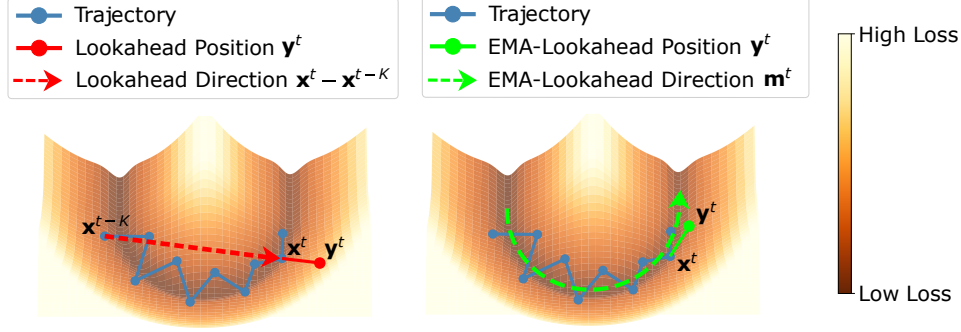 Trajectory
Lookahead Position y^t
Lookahead Direction x^t − x^{t−K}
Trajectory
EMA-Lookahead Position y^t
EMA-Lookahead Direction m^t
High Loss
Low Loss
x^{t−K}
x^t
y^t
y^t
x^t